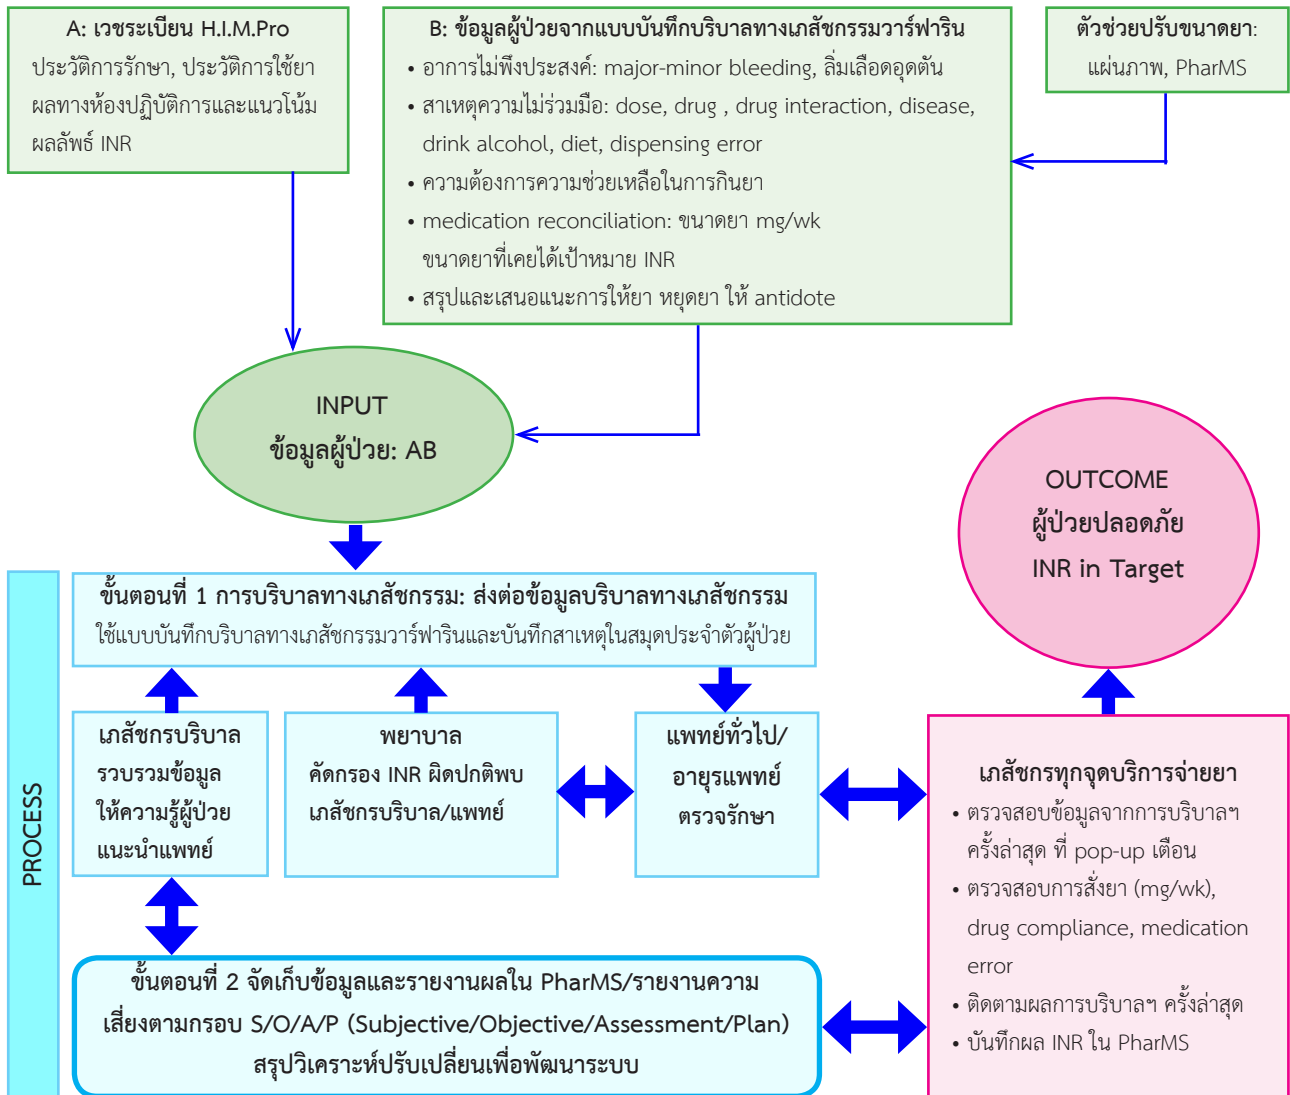 A: เวชระเบียน H.I.M.Pro
ประวัติการรักษา, ประวัติการใช้ยา
ผลทางห้องปฏิบัติการและแนวโน้ม
ผลลัพธ์ INR
B: ข้อมูลผู้ป่วยจากแบบบันทึกบริบาลทางเภสัชกรรมวาร์ฟาริน
• อาการไม่พึงประสงค์: major-minor bleeding, ลิ่มเลือดอุดตัน
• สาเหตุความไม่ร่วมมือ: dose, drug , drug interaction, disease,
drink alcohol, diet, dispensing error
• ความต้องการความช่วยเหลือในการกินยา
• medication reconciliation: ขนาดยา mg/wk
ขนาดยาที่เคยได้เป้าหมาย INR
• สรุปและเสนอแนะการให้ยา หยุดยา ให้ antidote
ตัวช่วยปรับขนาดยา:
แผ่นภาพ, PharMS
INPUT
ข้อมูลผู้ป่วย: AB
OUTCOME
ผู้ป่วยปลอดภัย
INR in Target
PROCESS
ขั้นตอนที่ 1 การบริบาลทางเภสัชกรรม: ส่งต่อข้อมูลบริบาลทางเภสัชกรรม
ใช้แบบบันทึกบริบาลทางเภสัชกรรมวาร์ฟารินและบันทึกสาเหตุในสมุดประจำตัวผู้ป่วย
เภสัชกรบริบาล
รวบรวมข้อมูล
ให้ความรู้ผู้ป่วย
แนะนำแพทย์
พยาบาล
คัดกรอง INR ผิดปกติพบ
เภสัชกรบริบาล/แพทย์
แพทย์ทั่วไป/
อายุรแพทย์
ตรวจรักษา
เภสัชกรทุกจุดบริการจ่ายยา
• ตรวจสอบข้อมูลจากการบริบาลฯ
ครั้งล่าสุด ที่ pop-up เตือน
• ตรวจสอบการสั่งยา (mg/wk),
drug compliance, medication
error
• ติดตามผลการบริบาลฯ ครั้งล่าสุด
• บันทึกผล INR ใน PharMS
ขั้นตอนที่ 2 จัดเก็บข้อมูลและรายงานผลใน PharMS/รายงานความ
เสี่ยงตามกรอบ S/O/A/P (Subjective/Objective/Assessment/Plan)
สรุปวิเคราะห์ปรับเปลี่ยนเพื่อพัฒนาระบบ